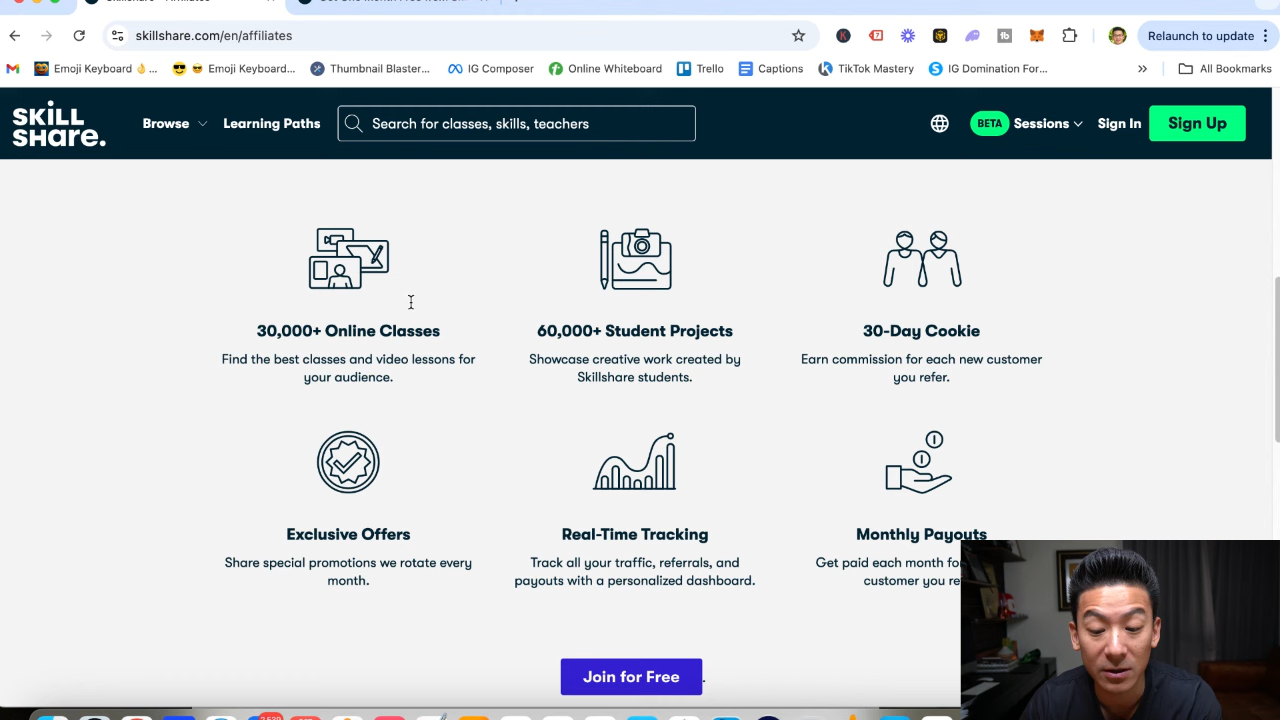 skillshare.com/en/affiliates
Relaunch to update
Emoji Keyboard 👌...
Emoji Keyboard...
Thumbnail Blaster...
IG Composer
Online Whiteboard
Trello
Captions
TikTok Mastery
IG Domination For...
All Bookmarks
SKILL
SHARE.
Browse
Learning Paths
Search for classes, skills, teachers
BETA
Sessions
Sign In
Sign Up
30,000+ Online Classes
60,000+ Student Projects
30-Day Cookie
Find the best classes and video lessons for
your audience.
Showcase creative work created by
Skillshare students.
Earn commission for each new customer
you refer.
Exclusive Offers
Real-Time Tracking
Monthly Payouts
Share special promotions we rotate every
month.
Track all your traffic, referrals, and
payouts with a personalized dashboard.
Get paid each month
customer you
Join for Free